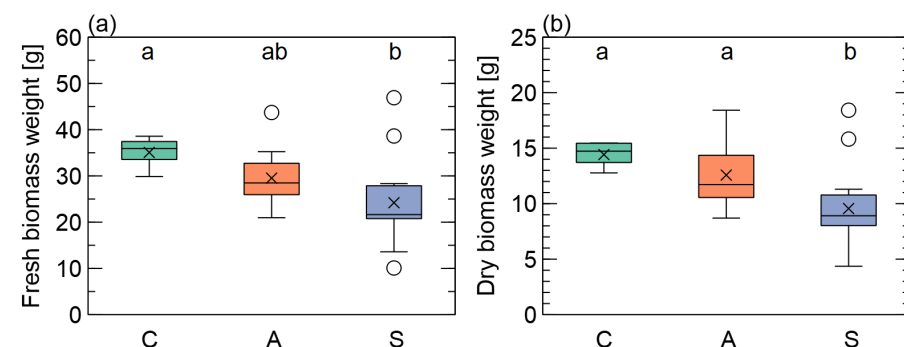 (a)
Fresh biomass weight [g]
60
50
40
30
20
10
0
a
ab
b
C
A
S
(b)
Dry biomass weight [g]
25
20
15
10
5
0
a
a
b
C
A
S